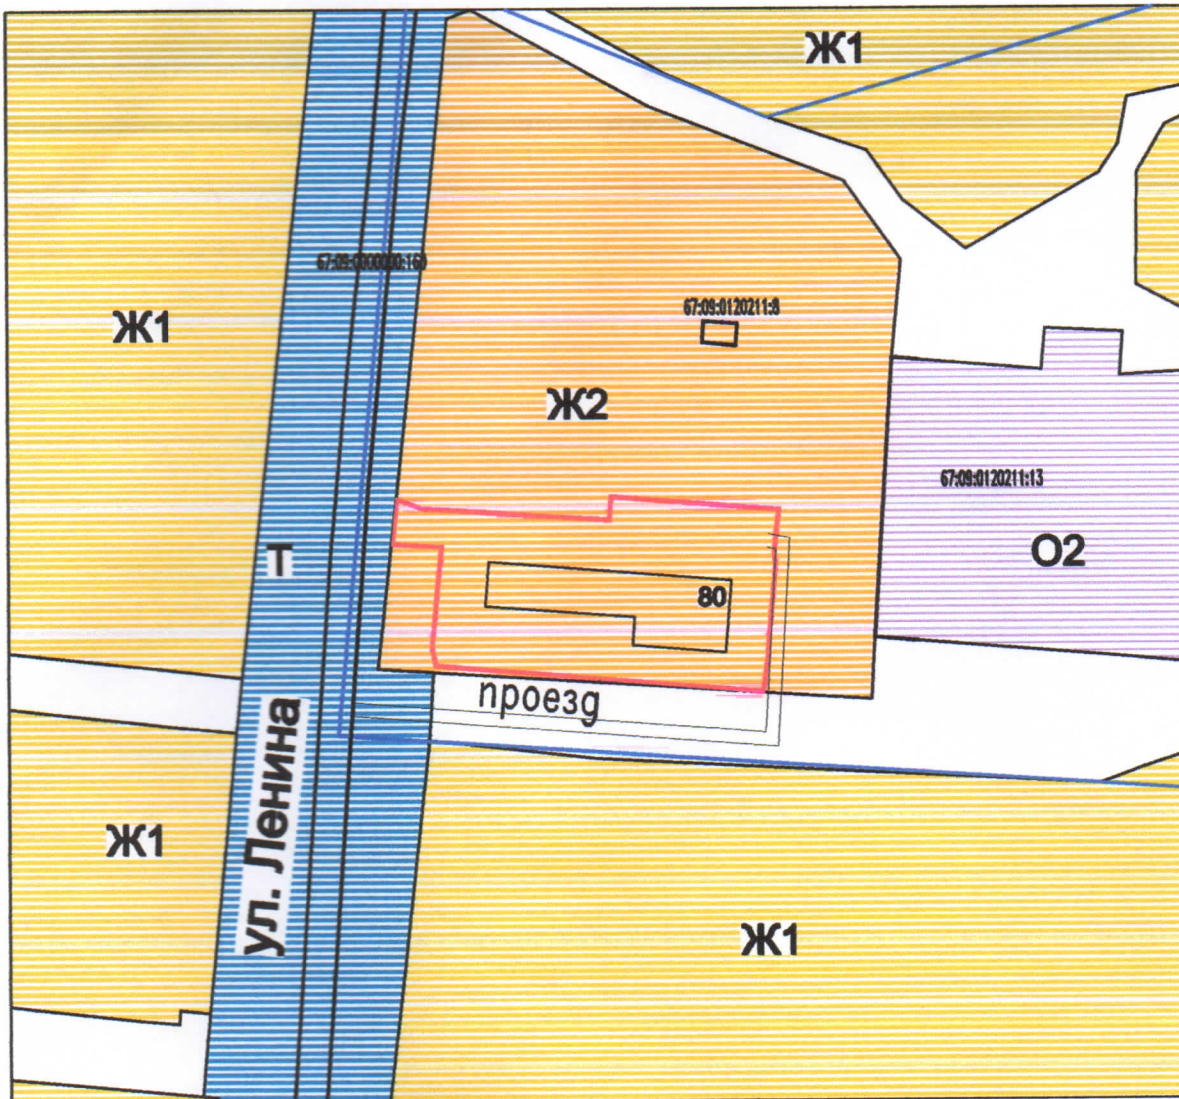 Ж1
67:09:0000000:160
67:09:0120211:8
Ж1
Ж2
67:09:0120211:13
Т
О2
80
проезд
ул. Ленина
Ж1
Ж1